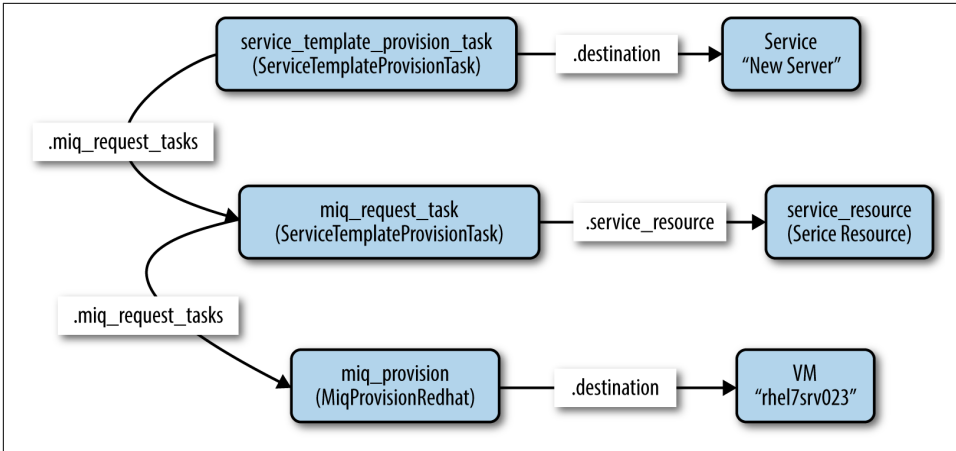 service_template_provision_task
(ServiceTemplateProvisionTask)
.destination
Service
“New Server”
.miq_request_tasks
miq_request_task
(ServiceTemplateProvisionTask)
.service_resource
service_resource
(Serice Resource)
.miq_request_tasks
miq_provision
(MiqProvisionRedhat)
.destination
VM
“rhel7srv023”